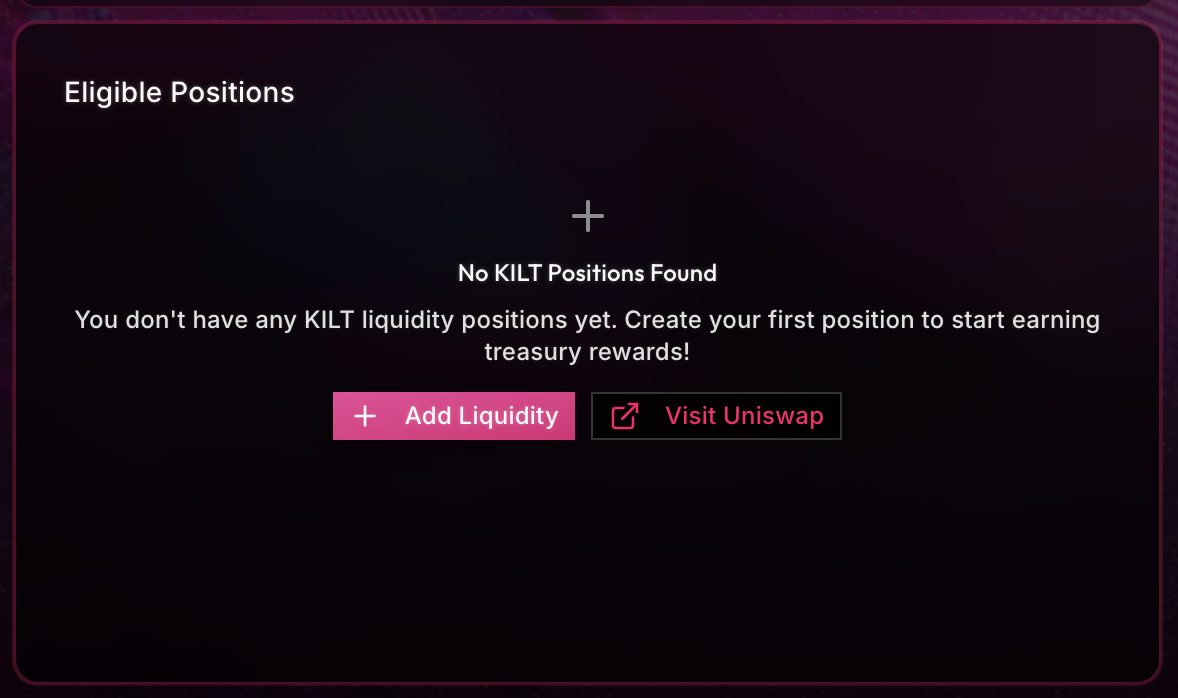 Eligible Positions
No KILT Positions Found
You don't have any KILT liquidity positions yet. Create your first position to start earning
treasury rewards!
Add Liquidity
Visit Uniswap